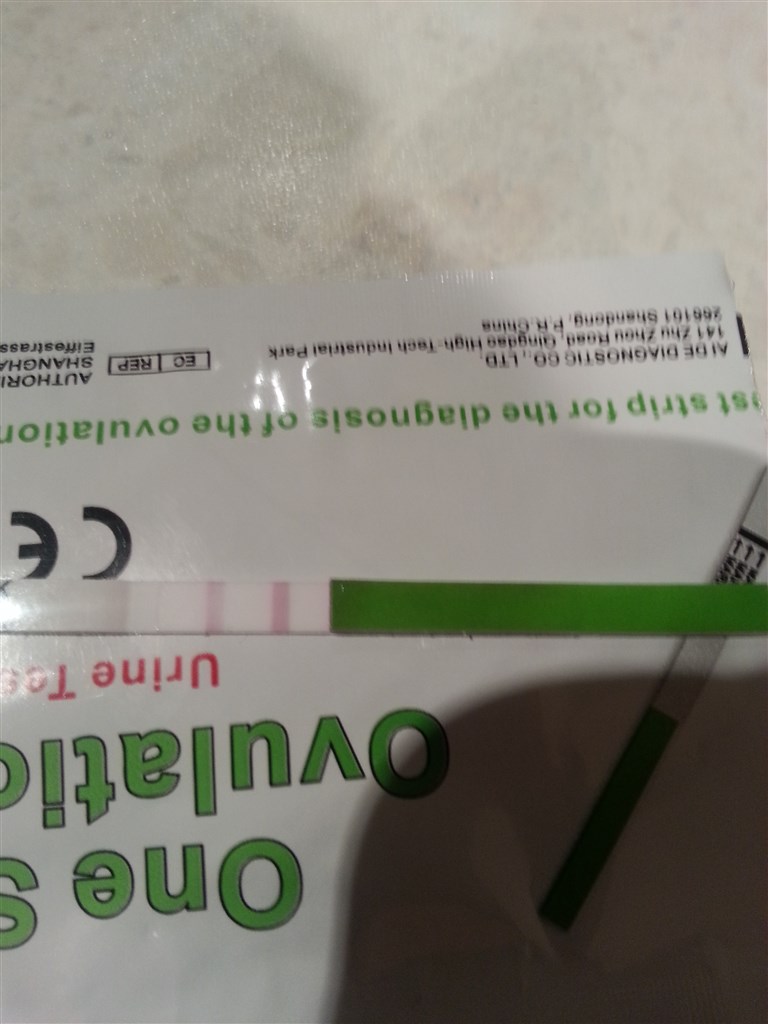 One S
Ovulatio
Urine Tes
CE
st strip for the diagnosis of the ovulation
AI DE DIAGNOSTIC CO., LTD.
141 Zhu Zhou Road, Qingdao High-Tech Industrial Park
266101 Shandong, P.R.China
EC REP
AUTHORI
SHANGHA
Eiffestrass